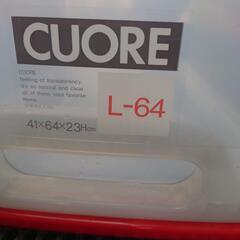 CUORE
CUORE
feeling of transparency.
It's so natural and clear
all of them, view favorite
items.
L-64
41×64×23Hcm